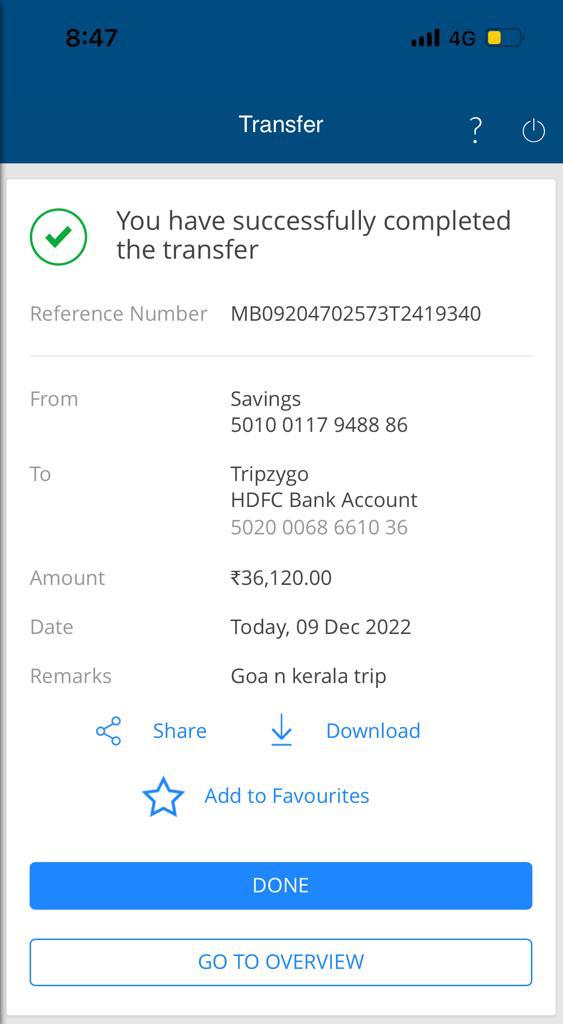 8:47 4G
Transfer ?
You have successfully completed
the transfer
Reference Number MB09204702573T2419340
From Savings
5010 0117 9488 86
To Tripzygo
HDFC Bank Account
5020 0068 6610 36
Amount ₹36,120.00
Date Today, 09 Dec 2022
Remarks Goa n kerala trip
Share Download
Add to Favourites
DONE
GO TO OVERVIEW